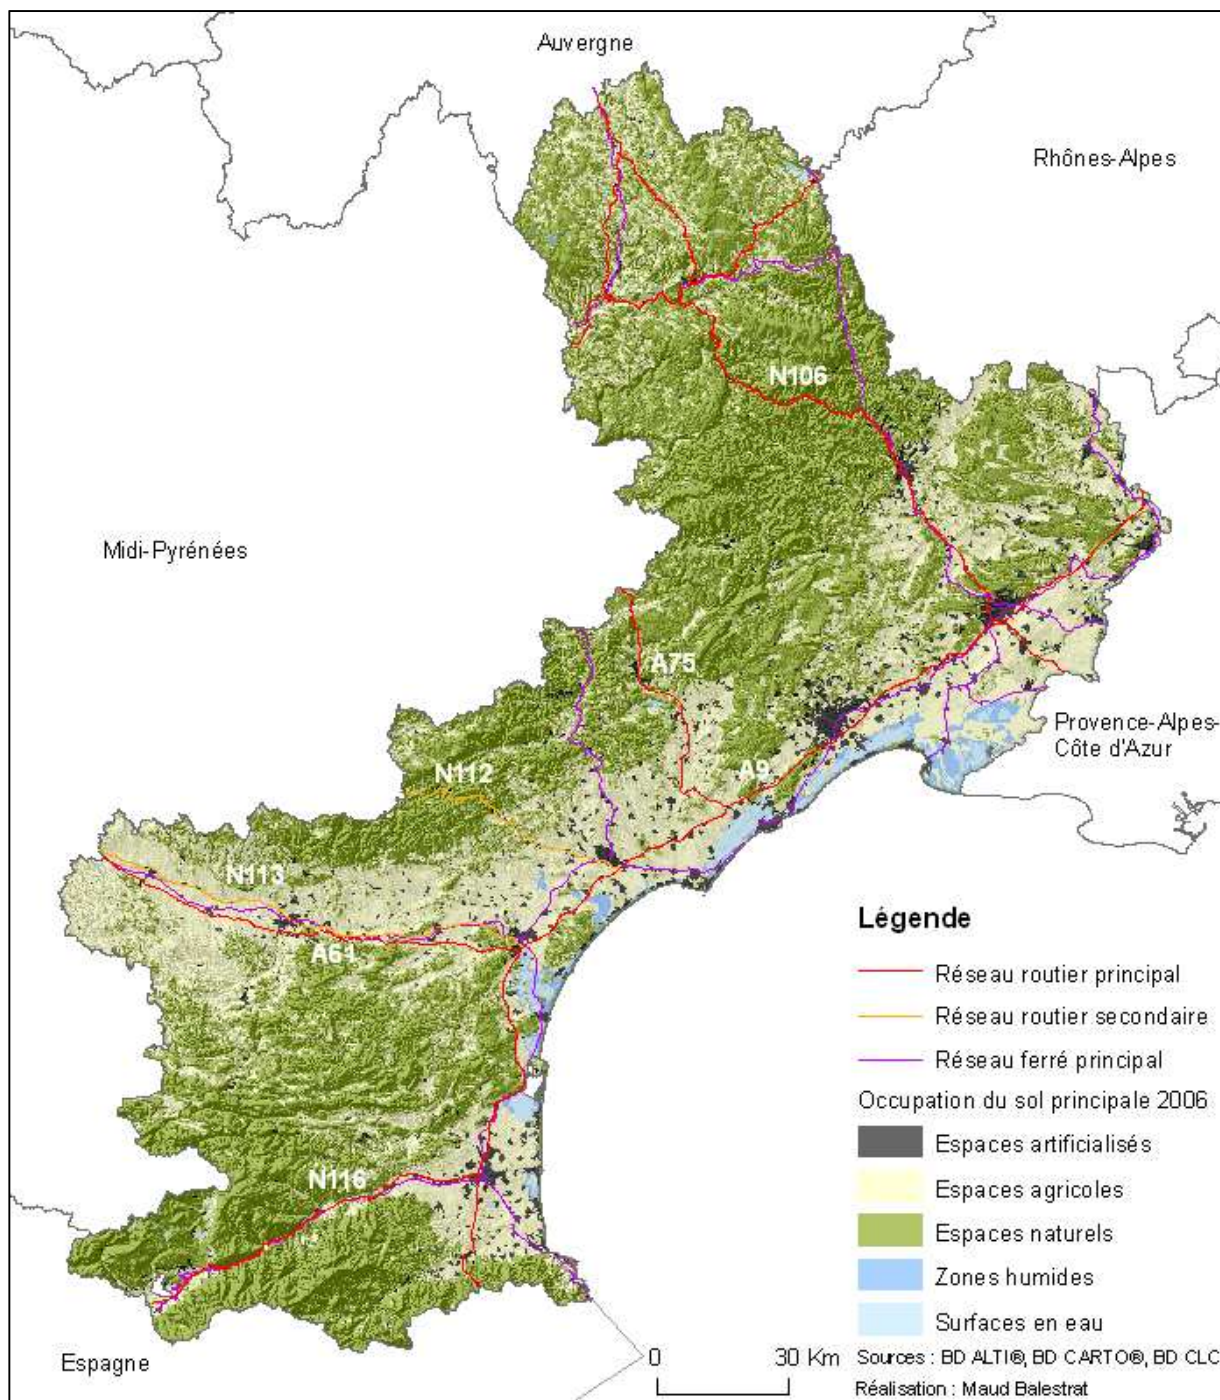 Auvergne
Rhônes-Alpes
N106
Midi-Pyrénées
A75
Provence-Alpes-
Côte d'Azur
N112
A9
N113
A61
N116
Espagne
Légende
Réseau routier principal
Réseau routier secondaire
Réseau ferré principal
Occupation du sol principale 2006
Espaces artificialisés
Espaces agricoles
Espaces naturels
Zones humides
Surfaces en eau
0 30 Km
Sources : BD ALTI®, BD CARTO®, BD CLC
Réalisation : Maud Balestrat